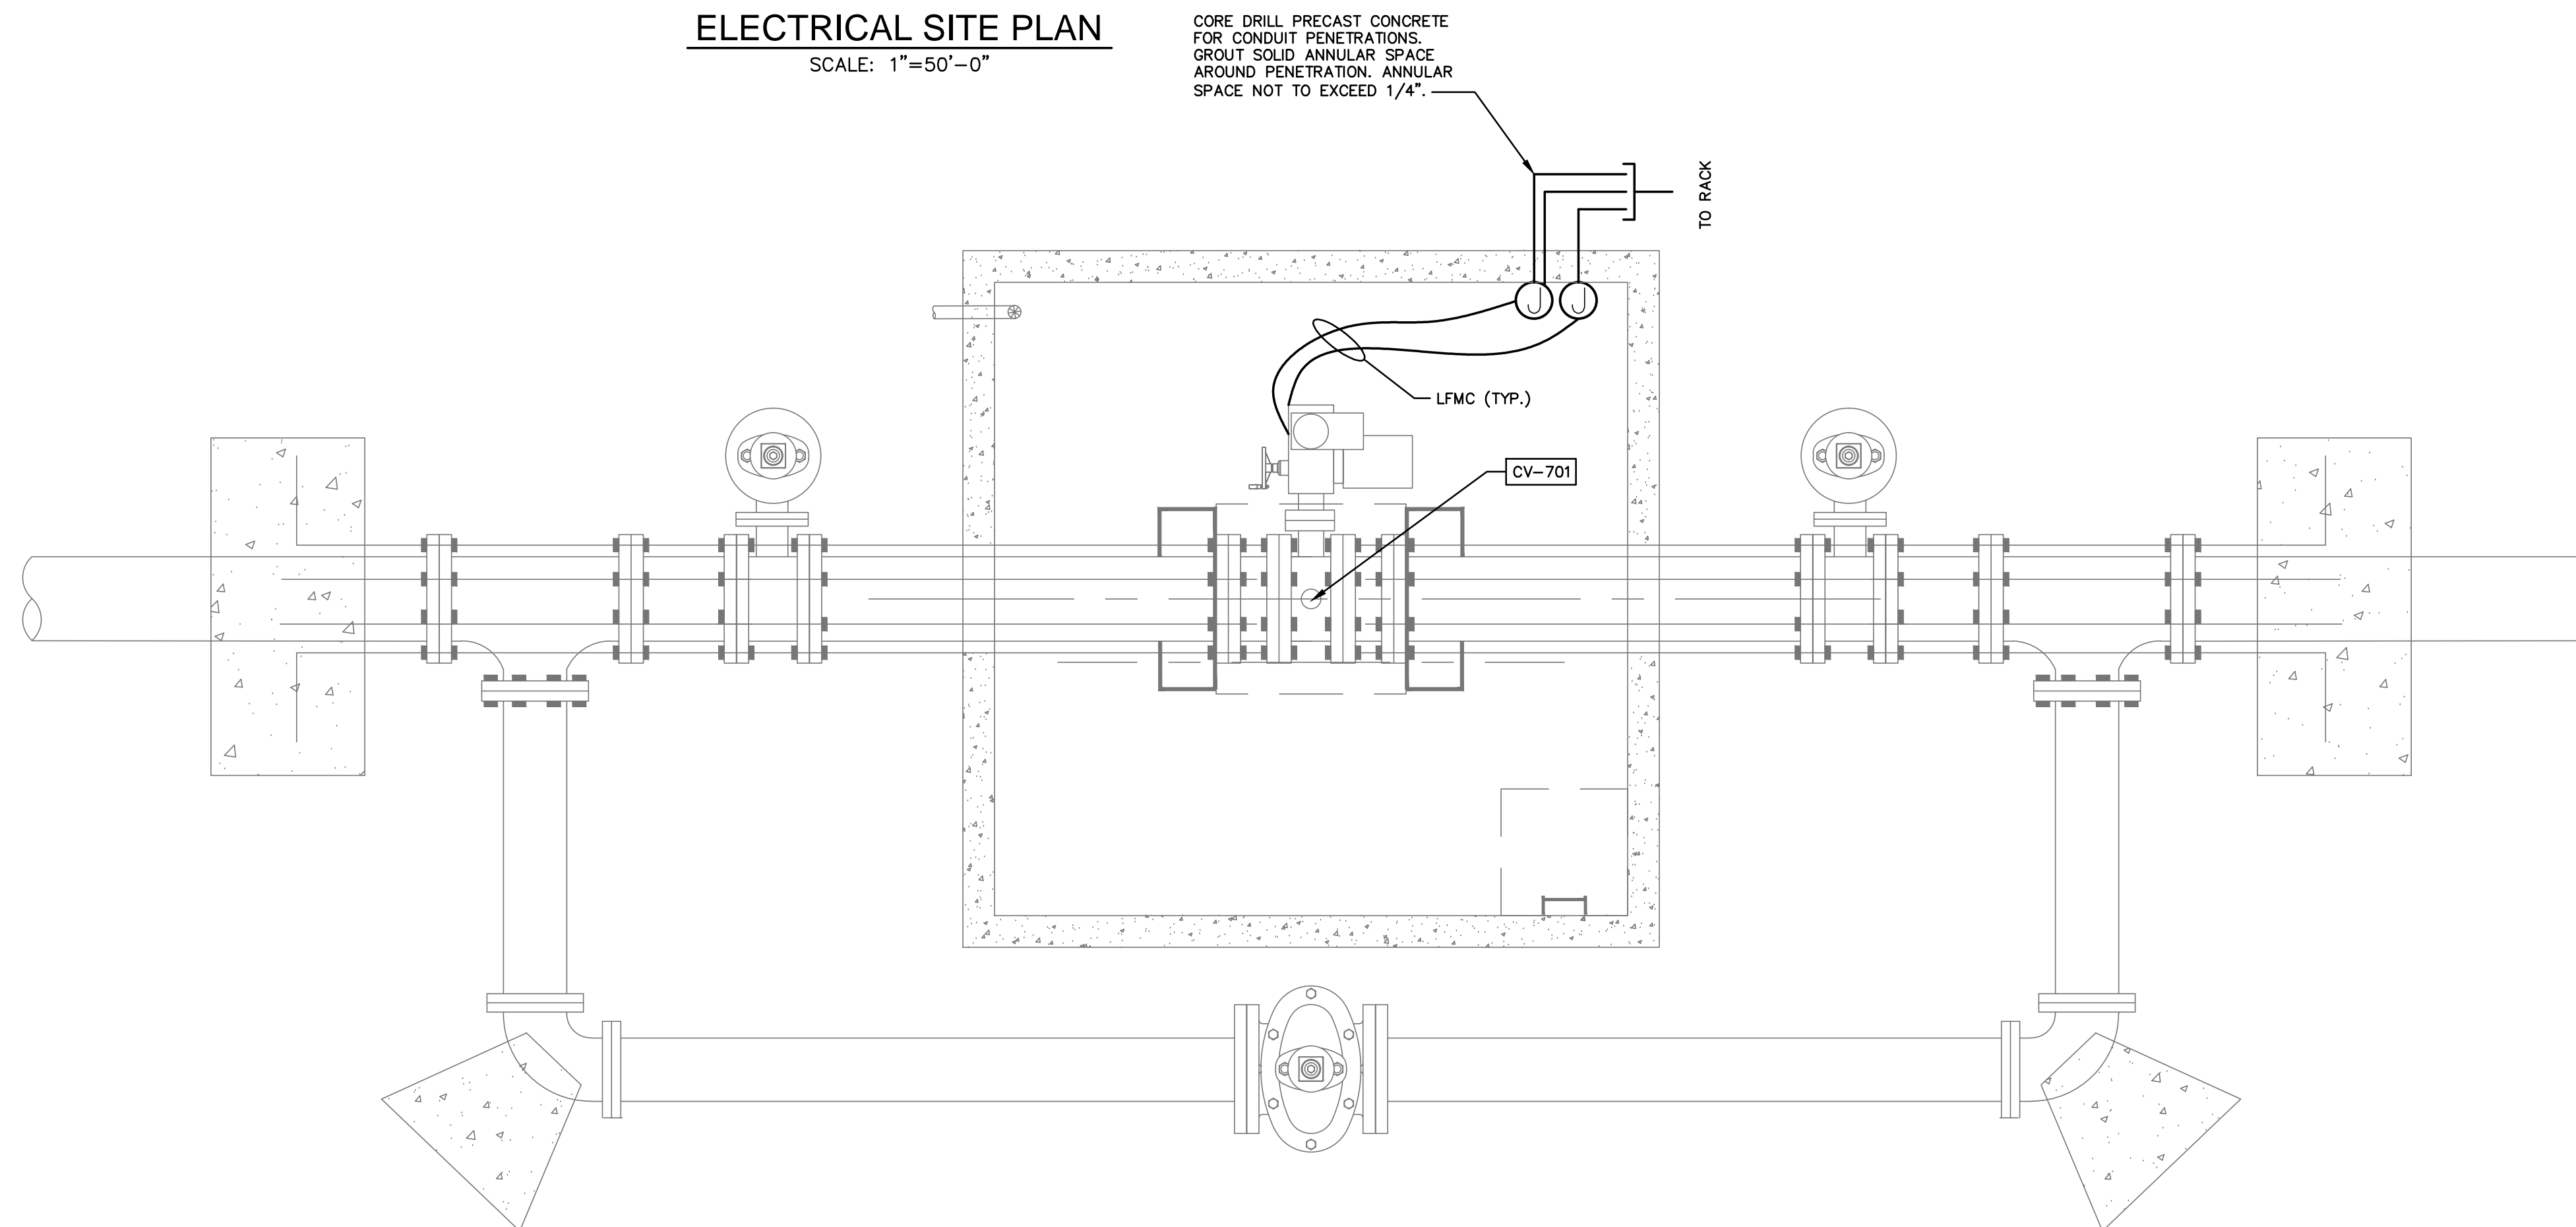 ELECTRICAL SITE PLAN
SCALE: 1"=50'-0"
CORE DRILL PRECAST CONCRETE
FOR CONDUIT PENETRATIONS.
GROUT SOLID ANNULAR SPACE
AROUND PENETRATION. ANNULAR
SPACE NOT TO EXCEED 1/4".
TO RACK
J
J
LFMC (TYP.)
CV-701